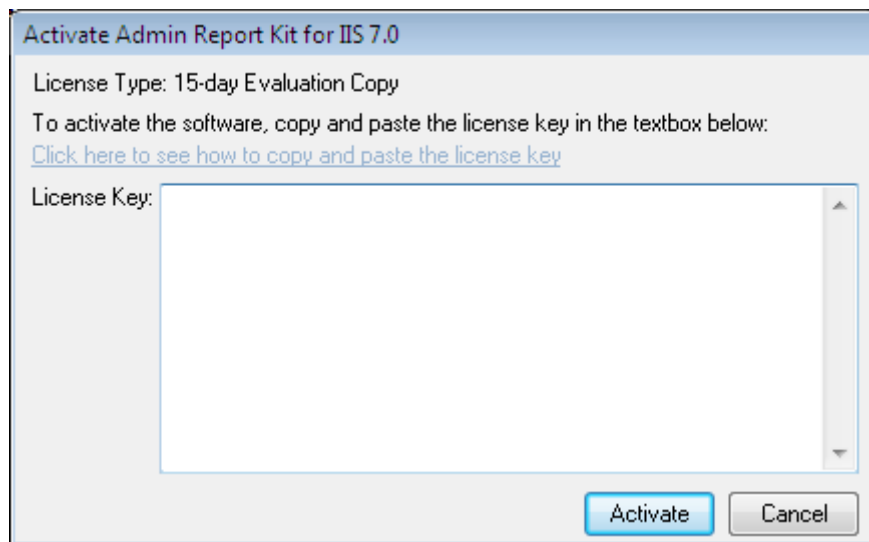 Activate Admin Report Kit for IIS 7.0
License Type: 15-day Evaluation Copy
To activate the software, copy and paste the license key in the textbox below:
Click here to see how to copy and paste the license key
License Key:
Activate Cancel